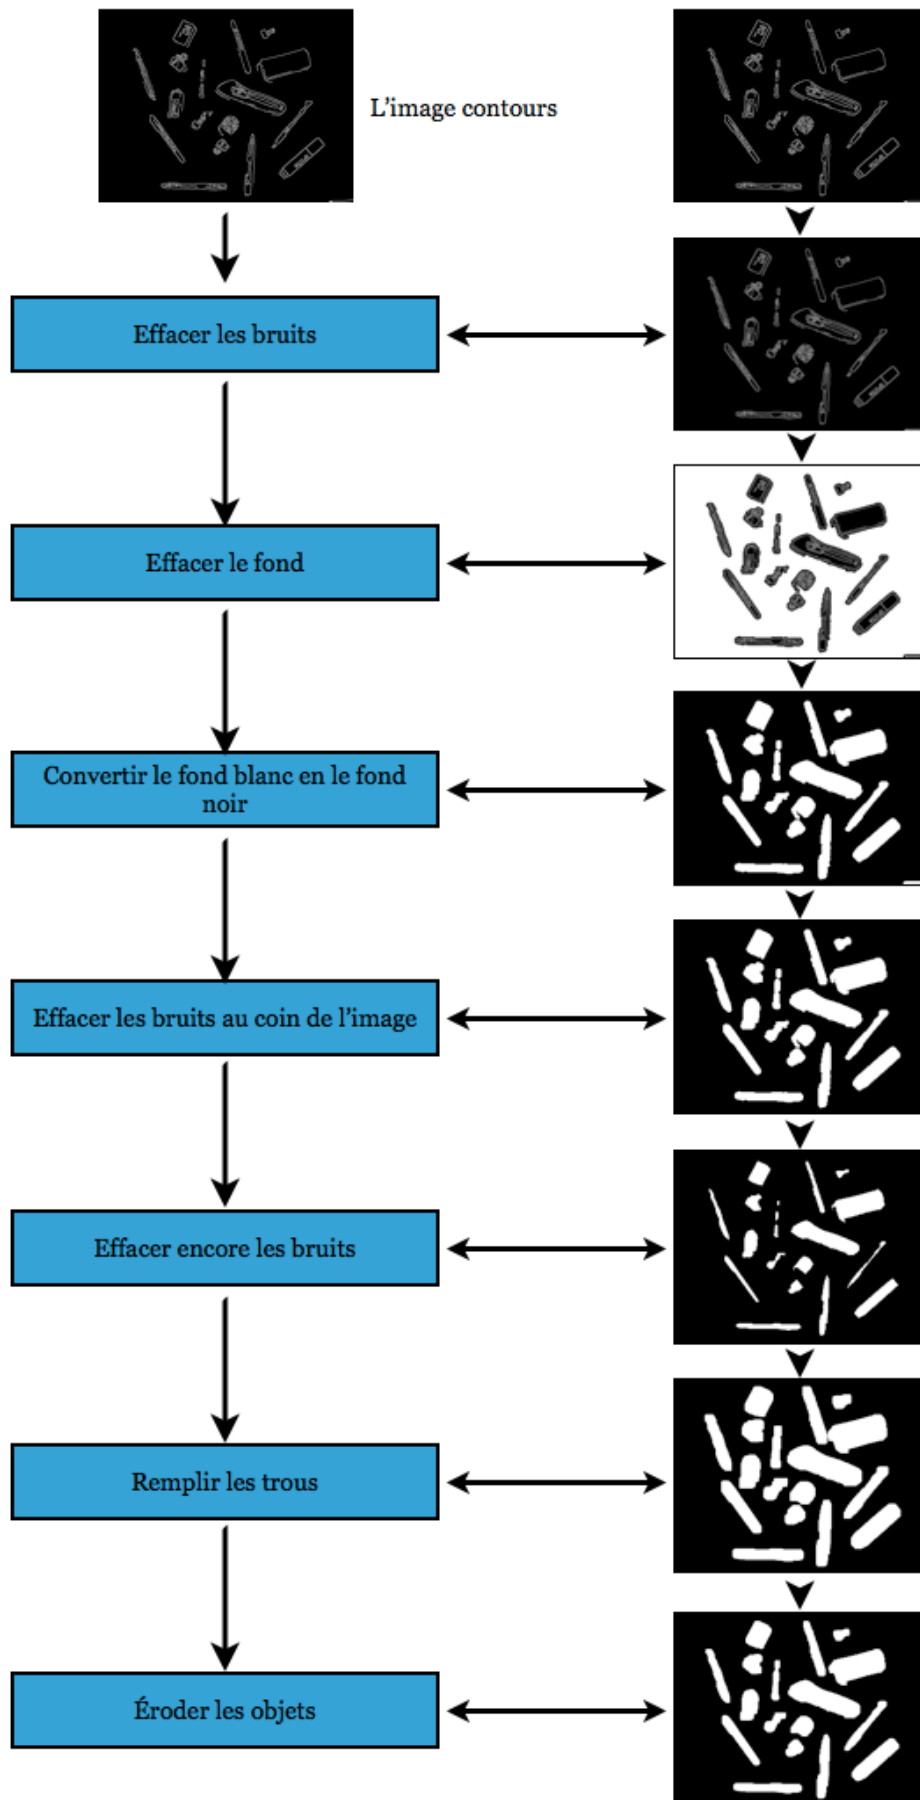 L’image contours
Effacer les bruits
Effacer le fond
Convertir le fond blanc en le fond
noir
Effacer les bruits au coin de l’image
Effacer encore les bruits
Remplir les trous
Éroder les objets